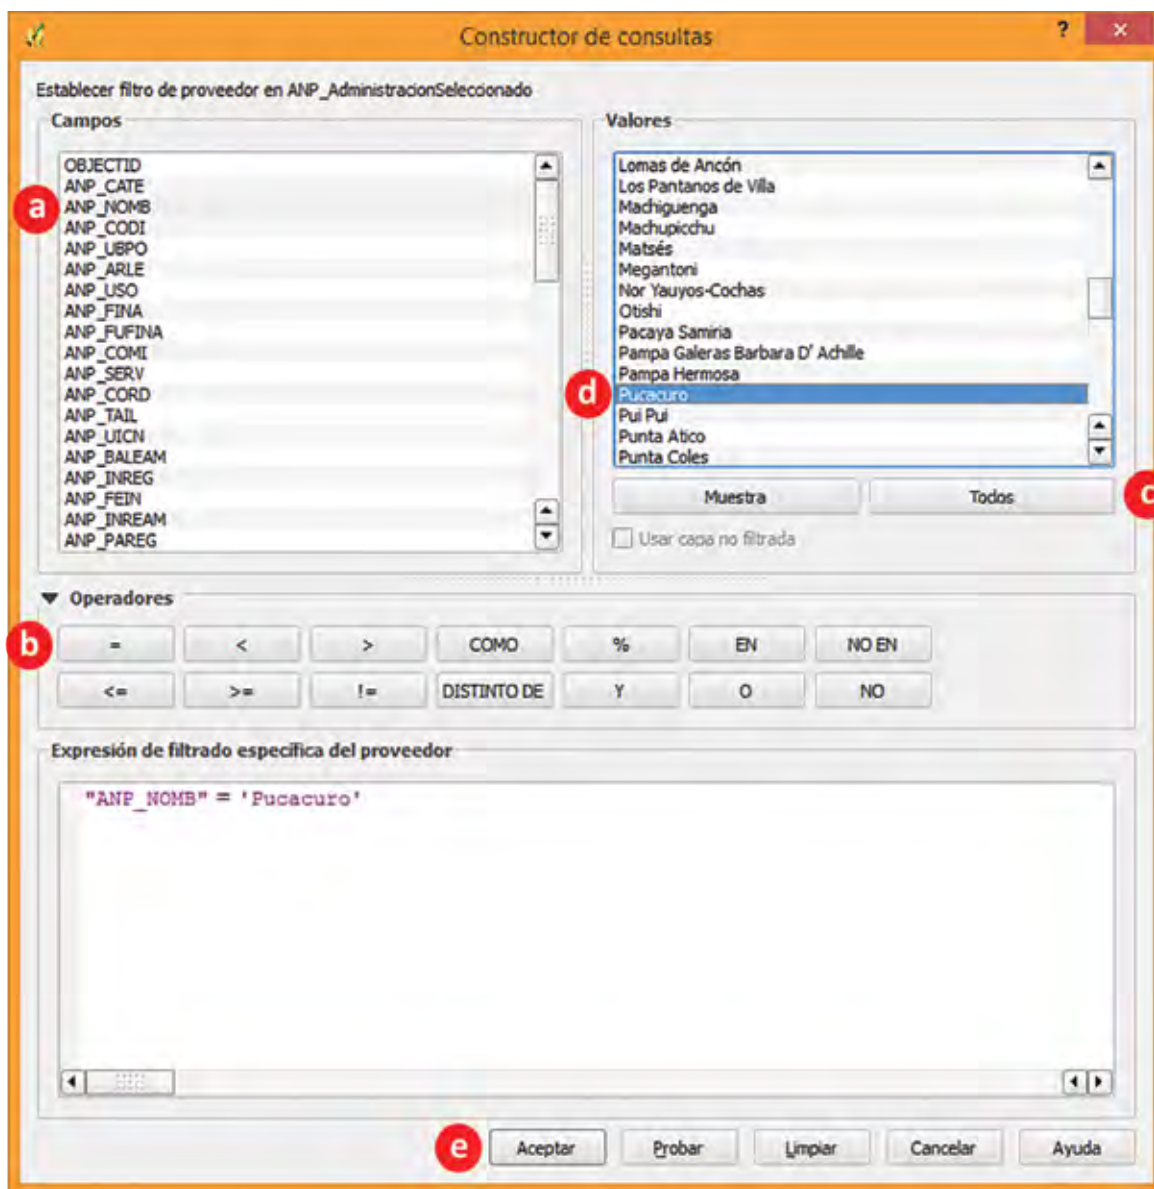 Constructor de consultas
?
×
Establecer filtro de proveedor en ANP_AdministracionSeleccionado
Campos
OBJECTID
ANP_CATE
a
ANP_NOMB
ANP_CODI
ANP_UBPO
ANP_ARLE
ANP_USO
ANP_FINA
ANP_FUFINA
ANP_COMI
ANP_SERV
ANP_CORD
ANP_TAIL
ANP_UICN
ANP_BALEAM
ANP_INREG
ANP_FEIN
ANP_INREAM
ANP_PAREG
Valores
Lomas de Ancón
Los Pantanos de Villa
Machiguenga
Machupicchu
Matsés
Megantoni
Nor Yauyos-Cochas
Otishi
Pacaya Samiria
Pampa Galeras Barbara D' Achille
Pampa Hermosa
d
Pucacuro
Pui Pui
Punta Atico
Punta Coles
Muestra Todos
c
Usar capa no filtrada
Operadores
b
= < > COMO % EN NO EN
<= >= != DISTINTO DE Y O NO
Expresión de filtrado específica del proveedor
"ANP_NOMB" = 'Pucacuro'
e
Aceptar Probar Limpiar Cancelar Ayuda